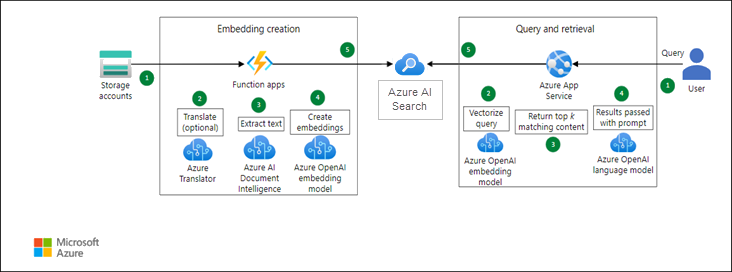 Embedding creation
Query and retrieval
5
5
Query
1
1
Storage
accounts
Function apps
Azure AI
Search
Azure App
Service
User
2
3
4
2
4
Translate
(optional)
Extract text
Create
embeddings
Vectorize
query
Return top k
matching content
3
Results passed
with prompt
Azure
Translator
Azure AI
Document
Intelligence
Azure OpenAI
embedding
model
Azure OpenAI
embedding
model
Azure OpenAI
language model
Microsoft
Azure